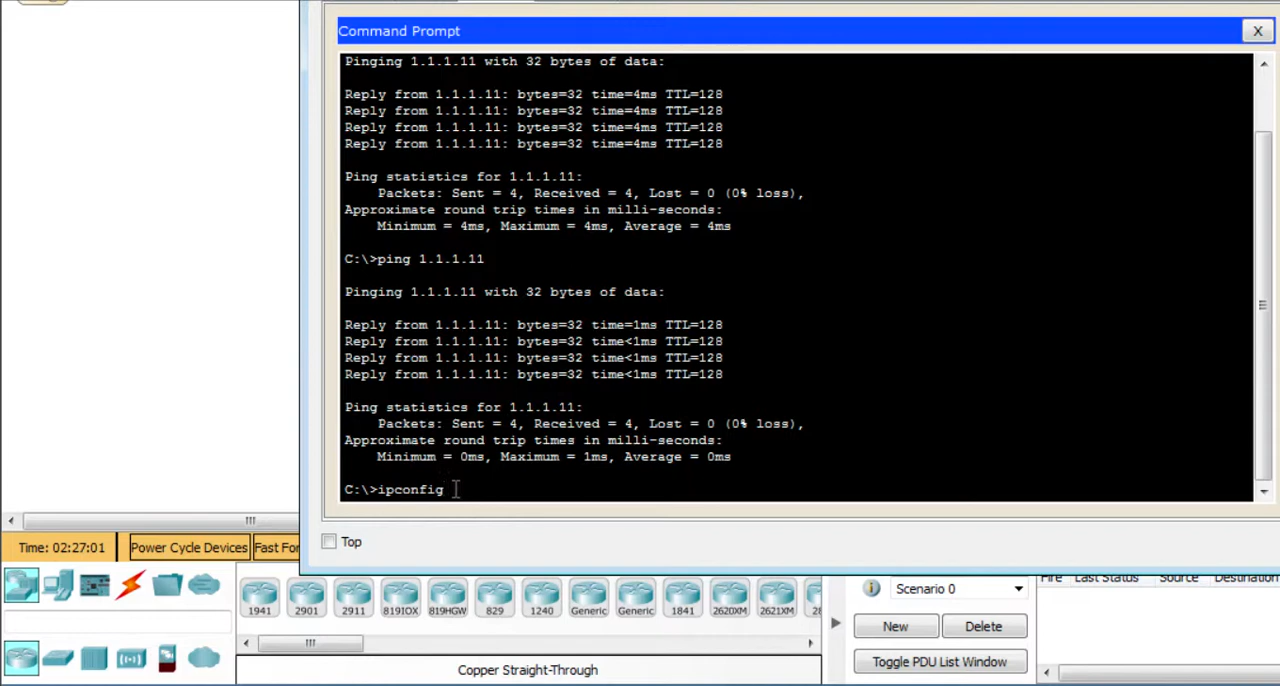 Command Prompt
X
Pinging 1.1.1.11 with 32 bytes of data:
Reply from 1.1.1.11: bytes=32 time=4ms TTL=128
Reply from 1.1.1.11: bytes=32 time=4ms TTL=128
Reply from 1.1.1.11: bytes=32 time=4ms TTL=128
Reply from 1.1.1.11: bytes=32 time=4ms TTL=128
Ping statistics for 1.1.1.11:
Packets: Sent = 4, Received = 4, Lost = 0 (0% loss),
Approximate round trip times in milli-seconds:
Minimum = 4ms, Maximum = 4ms, Average = 4ms
C:\>ping 1.1.1.11
Pinging 1.1.1.11 with 32 bytes of data:
Reply from 1.1.1.11: bytes=32 time=1ms TTL=128
Reply from 1.1.1.11: bytes=32 time<1ms TTL=128
Reply from 1.1.1.11: bytes=32 time<1ms TTL=128
Reply from 1.1.1.11: bytes=32 time<1ms TTL=128
Ping statistics for 1.1.1.11:
Packets: Sent = 4, Received = 4, Lost = 0 (0% loss),
Approximate round trip times in milli-seconds:
Minimum = 0ms, Maximum = 1ms, Average = 0ms
C:\>ipconfig
Top
Time: 02:27:01 Power Cycle Devices Fast For
1941 2901 2911 819IOX 819HGW 829 1240 Generic Generic 1841 2620XM 2621XM 28
Copper Straight-Through
Scenario 0
New Delete
Toggle PDU List Window
Fire Last Status Source Destination